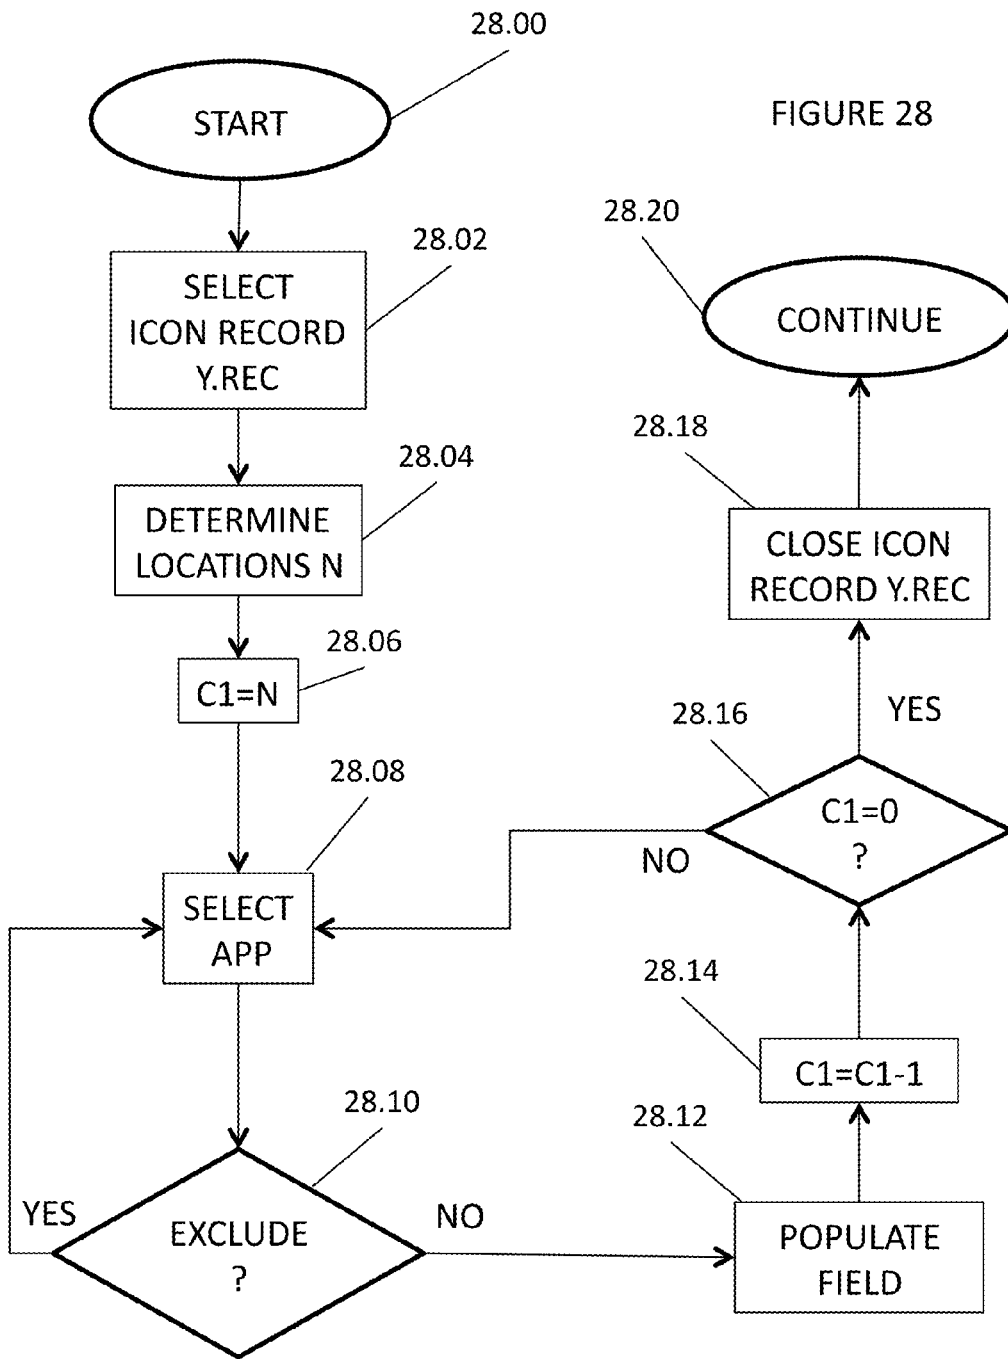 28.00
START
FIGURE 28
28.02
SELECT
ICON RECORD
Y.REC
28.04
DETERMINE
LOCATIONS N
28.06
C1=N
28.08
SELECT
APP
28.10
EXCLUDE
?
YES
NO
28.12
POPULATE
FIELD
28.14
C1=C1-1
28.16
C1=0
?
NO
YES
28.18
CLOSE ICON
RECORD Y.REC
28.20
CONTINUE